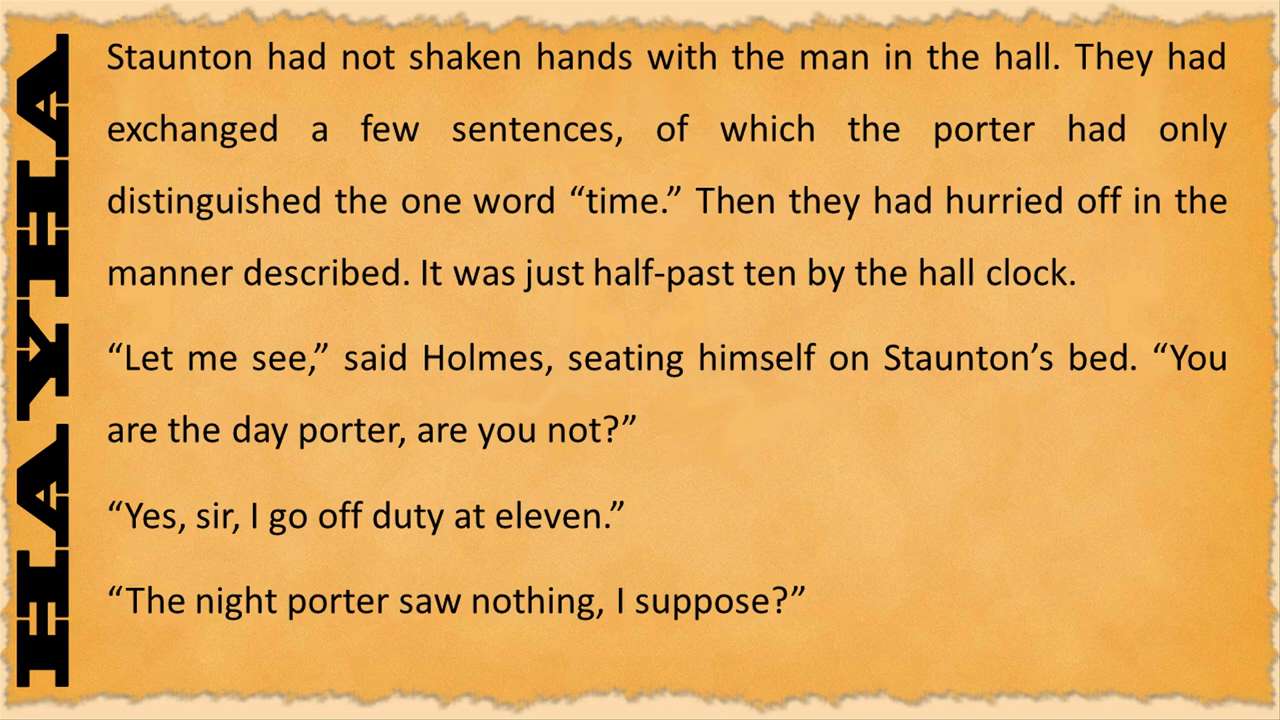 HAYHA
Staunton had not shaken hands with the man in the hall. They had
exchanged a few sentences, of which the porter had only
distinguished the one word “time.” Then they had hurried off in the
manner described. It was just half-past ten by the hall clock.
“Let me see,” said Holmes, seating himself on Staunton’s bed. “You
are the day porter, are you not?”
“Yes, sir, I go off duty at eleven.”
“The night porter saw nothing, I suppose?”